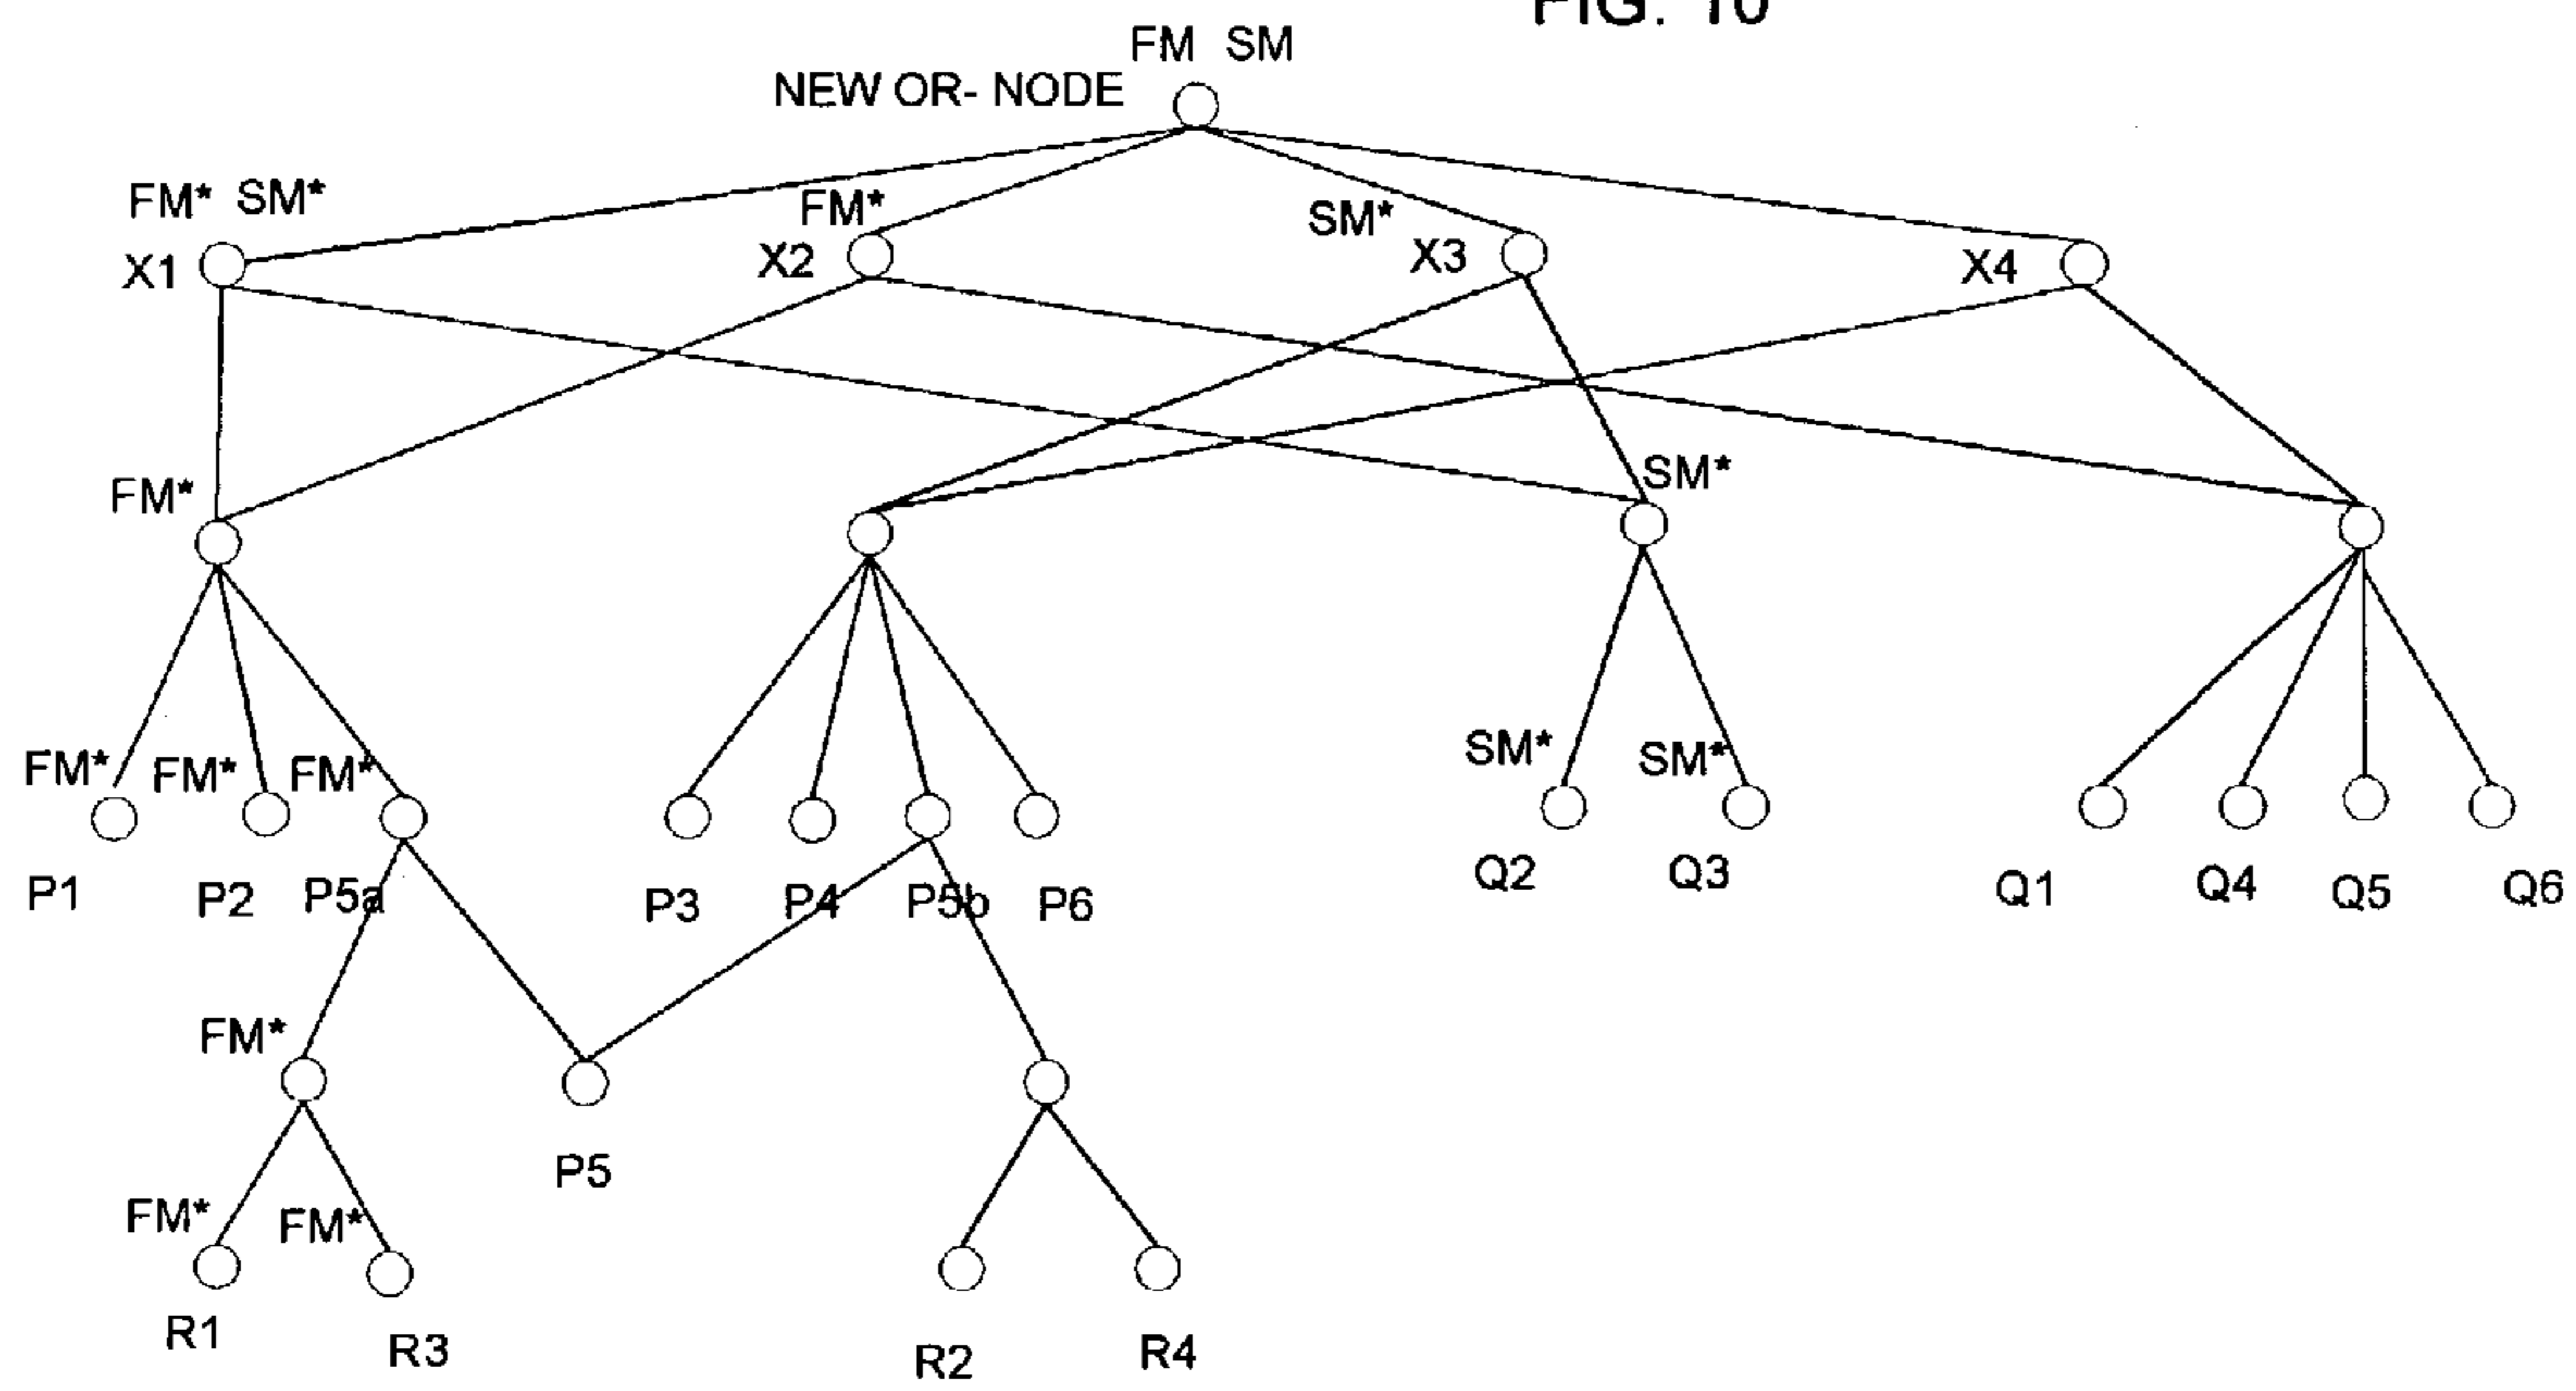 FIG. 10
FM SM
NEW OR- NODE
FM* SM*
FM*
SM*
X1
X2
X3
X4
FM*
SM*
FM*
FM*
FM*
SM*
SM*
P1
P2
P5a
P3
P4
P5b
P6
Q2
Q3
Q1
Q4
Q5
Q6
FM*
P5
FM*
FM*
R1
R3
R2
R4